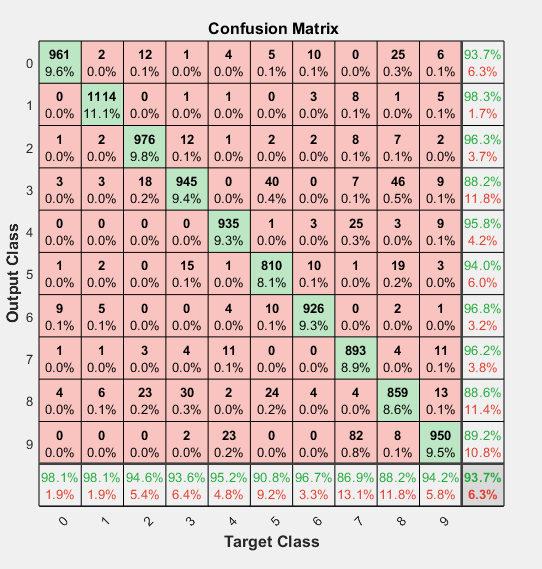 Confusion Matrix
961 2 12 1 4 5 10 0 25 6 93.7%
0
9.6% 0.0% 0.1% 0.0% 0.0% 0.1% 0.1% 0.0% 0.3% 0.1% 6.3%
0 1114 0 1 1 0 3 8 1 5 98.3%
1
0.0% 11.1% 0.0% 0.0% 0.0% 0.0% 0.0% 0.1% 0.0% 0.1% 1.7%
1 2 976 12 1 2 2 8 7 2 96.3%
2
0.0% 0.0% 9.8% 0.1% 0.0% 0.0% 0.0% 0.1% 0.1% 0.0% 3.7%
3 3 18 945 0 40 0 7 46 9 88.2%
3
0.0% 0.0% 0.2% 9.4% 0.0% 0.4% 0.0% 0.1% 0.5% 0.1% 11.8%
0 0 0 0 935 1 3 25 3 9 95.8%
4
0.0% 0.0% 0.0% 0.0% 9.3% 0.0% 0.0% 0.3% 0.0% 0.1% 4.2%
Output Class
1 2 0 15 1 810 10 1 19 3 94.0%
5
0.0% 0.0% 0.0% 0.1% 0.0% 8.1% 0.1% 0.0% 0.2% 0.0% 6.0%
9 5 0 0 4 10 926 0 2 1 96.8%
6
0.1% 0.1% 0.0% 0.0% 0.0% 0.1% 9.3% 0.0% 0.0% 0.0% 3.2%
1 1 3 4 11 0 0 893 4 11 96.2%
7
0.0% 0.0% 0.0% 0.0% 0.1% 0.0% 0.0% 8.9% 0.0% 0.1% 3.8%
4 6 23 30 2 24 4 4 859 13 88.6%
8
0.0% 0.1% 0.2% 0.3% 0.0% 0.2% 0.0% 0.0% 8.6% 0.1% 11.4%
0 0 0 2 23 0 0 82 8 950 89.2%
9
0.0% 0.0% 0.0% 0.0% 0.2% 0.0% 0.0% 0.8% 0.1% 9.5% 10.8%
98.1% 98.1% 94.6% 93.6% 95.2% 90.8% 96.7% 86.9% 88.2% 94.2% 93.7%
1.9% 1.9% 5.4% 6.4% 4.8% 9.2% 3.3% 13.1% 11.8% 5.8% 6.3%
0 1 2 3 4 5 6 7 8 9
Target Class